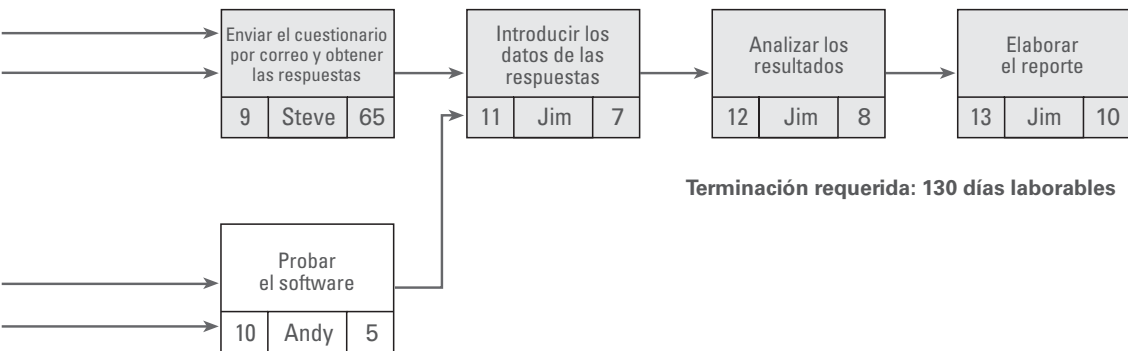 Enviar el cuestionario
por correo y obtener
las respuestas
9 Steve 65
Introducir los
datos de las
respuestas
11 Jim 7
Analizar los
resultados
12 Jim 8
Elaborar
el reporte
13 Jim 10
Terminación requerida: 130 días laborables
Probar
el software
10 Andy 5